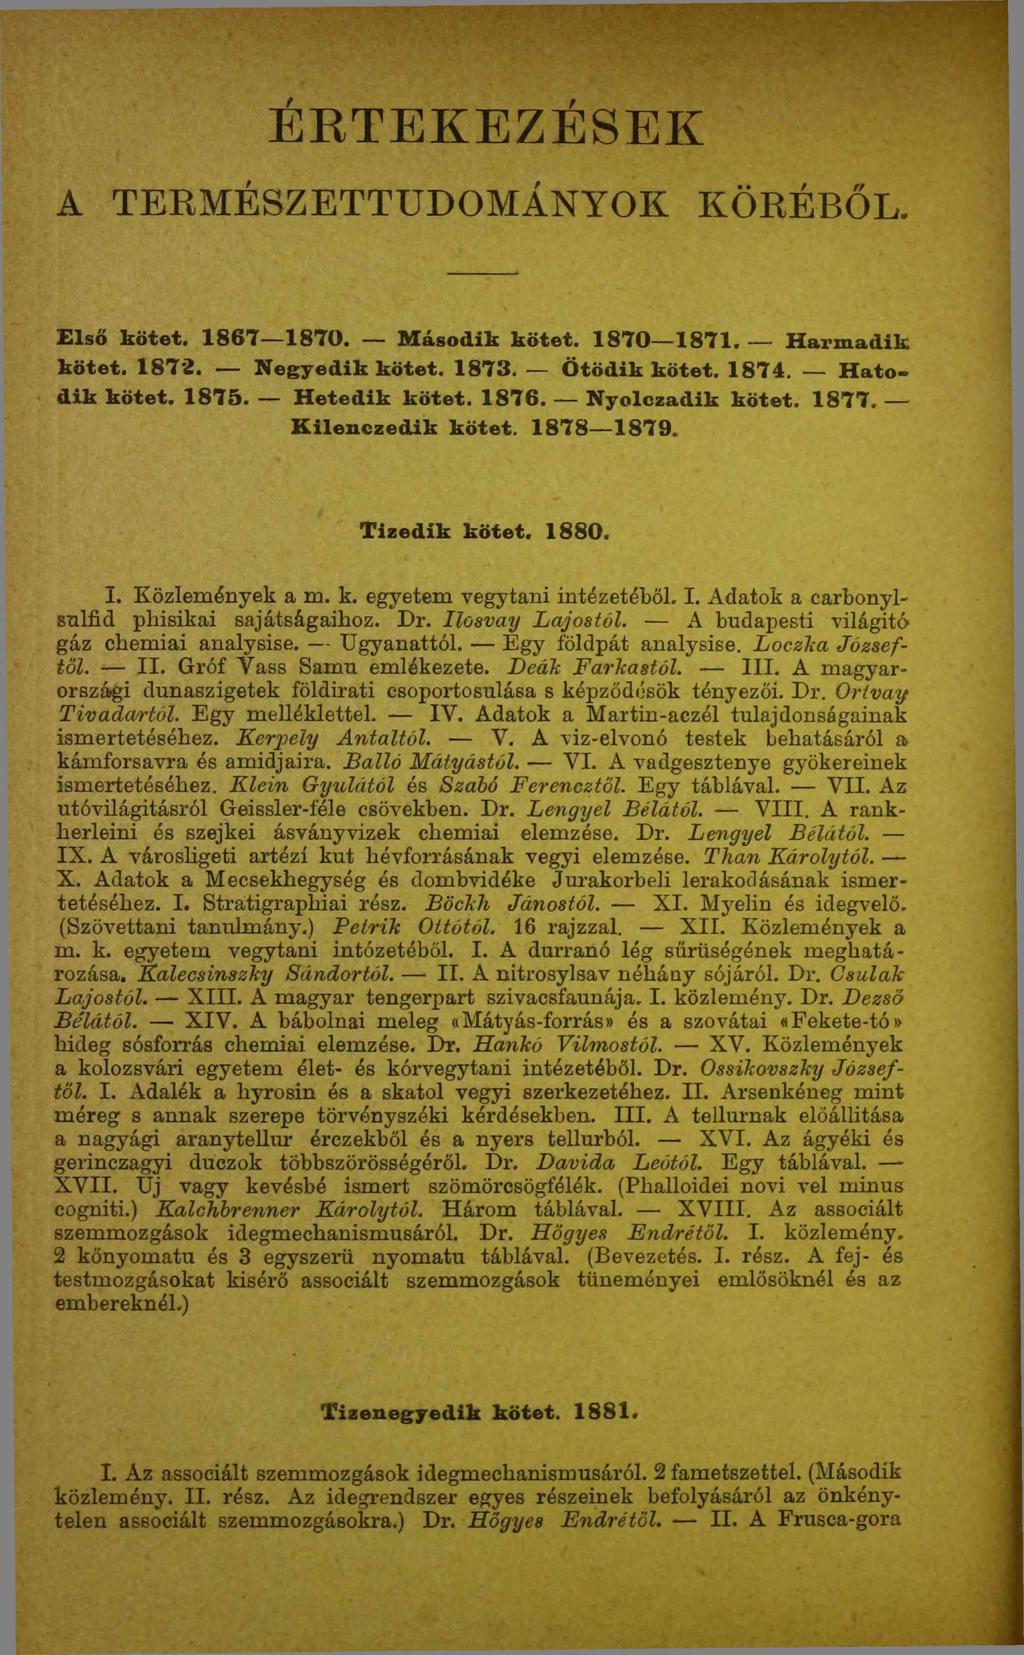 ÉRTEKEZÉSEK
A TERMÉSZETTUDOMÁNYOK KÖRÉBŐL.
Első kötet. 1867—1870. — Második kötet. 1870—1871. — Harmadik
kötet. 1872. — Negyedik kötet. 1873. — Ötödik kötet. 1874. — Hato-
dik kötet. 1875. — Hetedik kötet. 1876. — Nyolczadik kötet. 1877. —
Kilenczedik kötet. 1878—1879.
Tizedik kötet. 1880.
I. Közlemények a m. k. egyetem vegytani intézetéből. I. Adatok a carbonyl-
sulfid phisikai sajátságaihoz. Dr. Ilosvay Lajostól. — A budapesti világitó
gáz chemiai analysise. — Ugyanattól. — Egy földpát analysise. Loczka József-
től. — II. Gróf Vass Samu emlékezete. Deák Farkastól. — III. A magyar-
országi dunaszigetek földirati csoportosulása s képződésök tényezői. Dr. Ortvay
Tivadartól. Egy melléklettel. — IV. Adatok a Martin-aczél tulajdonságainak
ismertetéséhez. Kerpely Antaltól. — V. A viz-elvonó testek behatásáról a
kámforsavra és amidjaira. Balló Mátyástól. — VI. A vadgesztenye gyökereinek
ismertetéséhez. Klein Gyulától és Szabó Ferencztől. Egy táblával. — VII. Az
utóvilágitásról Geissler-féle csövekben. Dr. Lengyel Bélától. — VIII. A rank-
herleini és szejkei ásványvizek chemiai elemzése. Dr. Lengyel Bélától. —
IX. A városligeti artézí kut hévforrásának vegyi elemzése. Than Károlytól. —
X. Adatok a Mecsekhegység és dombvidéke Jurakorbeli lerakodásának ismer-
tetéséhez. I. Stratigraphiai rész. Böckh Jánostól. — XI. Myelin és idegvelő.
(Szövettani tanulmány.) Petrik Ottótól. 16 rajzzal. — XII. Közlemények a
m. k. egyetem vegytani intézetéből. I. A durranó lég sűrüségének meghatá-
rozása. Kalecsinszky Sándortól. — II. A nitrosylsav néhány sójáról. Dr. Csulak
Lajostól. — XIII. A magyar tengerpart szivacsfaunája. I. közlemény. Dr. Dezső
Bélától. — XIV. A bábolnai meleg «Mátyás-forrás» és a szovátai «Fekete-tó»
hideg sósforrás chemiai elemzése. Dr. Hankó Vilmostól. — XV. Közlemények
a kolozsvári egyetem élet- és kórvegytani intézetéből. Dr. Ossikovszky József-
től. I. Adalék a hyrosin és a skatol vegyi szerkezetéhez. II. Arsenkéneg mint
méreg s annak szerepe törvényszéki kérdésekben. III. A tellurnak előállitása
a nagyági aranytellur érczekből és a nyers tellurból. — XVI. Az ágyéki és
gerinczagyi duczok többszörösségéről. Dr. Davida Leótól. Egy táblával. —
XVII. Uj vagy kevésbé ismert szömörcsögfélék. (Phalloidei novi vel minus
cogniti.) Kalchbrenner Károlytól. Három táblával. — XVIII. Az associált
szemmozgások idegmechanismusáról. Dr. Hőgyes Endrétől. I. közlemény.
2 kőnyomatu és 3 egyszerü nyomatu táblával. (Bevezetés. I. rész. A fej- és
testmozgásokat kisérő associált szemmozgások tüneményei emlősöknél és az
embereknél.)
Tizenegyedik kötet. 1881.
I. Az associált szemmozgások idegmechanismusáról. 2 fametszettel. (Második
közlemény. II. rész. Az idegrendszer egyes részeinek befolyásáról az önkény-
telen associált szemmozgásokra.) Dr. Hőgyes Endrétől. — II. A Frusca-gora